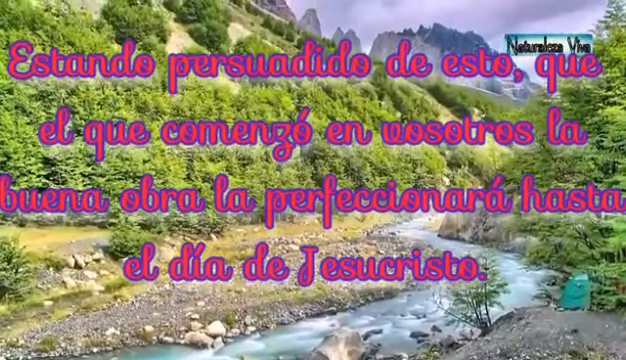 Naturaleza Viva
Estando persuadido de esto, que
el que comenzó en vosotros la
buena obra la perfeccionará hasta
el día de Jesucristo.